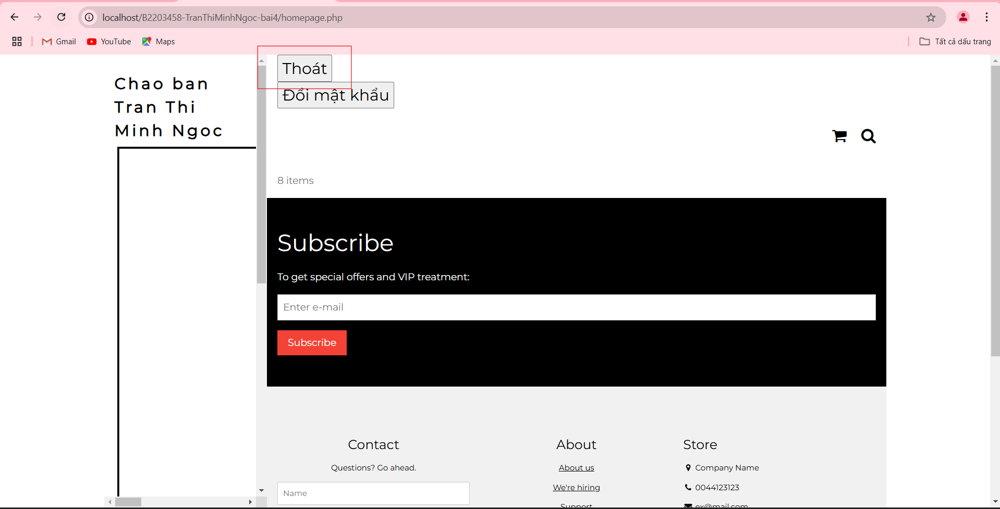 localhost/B2203458-TranThiMinhNgoc-bai4/homepage.php
Gmail
YouTube
Maps
Tất cả dấu trang
Chao ban
Tran Thi
Minh Ngoc
Thoát
Đổi mật khẩu
8 items
Subscribe
To get special offers and VIP treatment:
Enter e-mail
Subscribe
Contact
Questions? Go ahead.
Name
About
About us
We're hiring
Support
Store
Company Name
0044123123
ex@mail.com